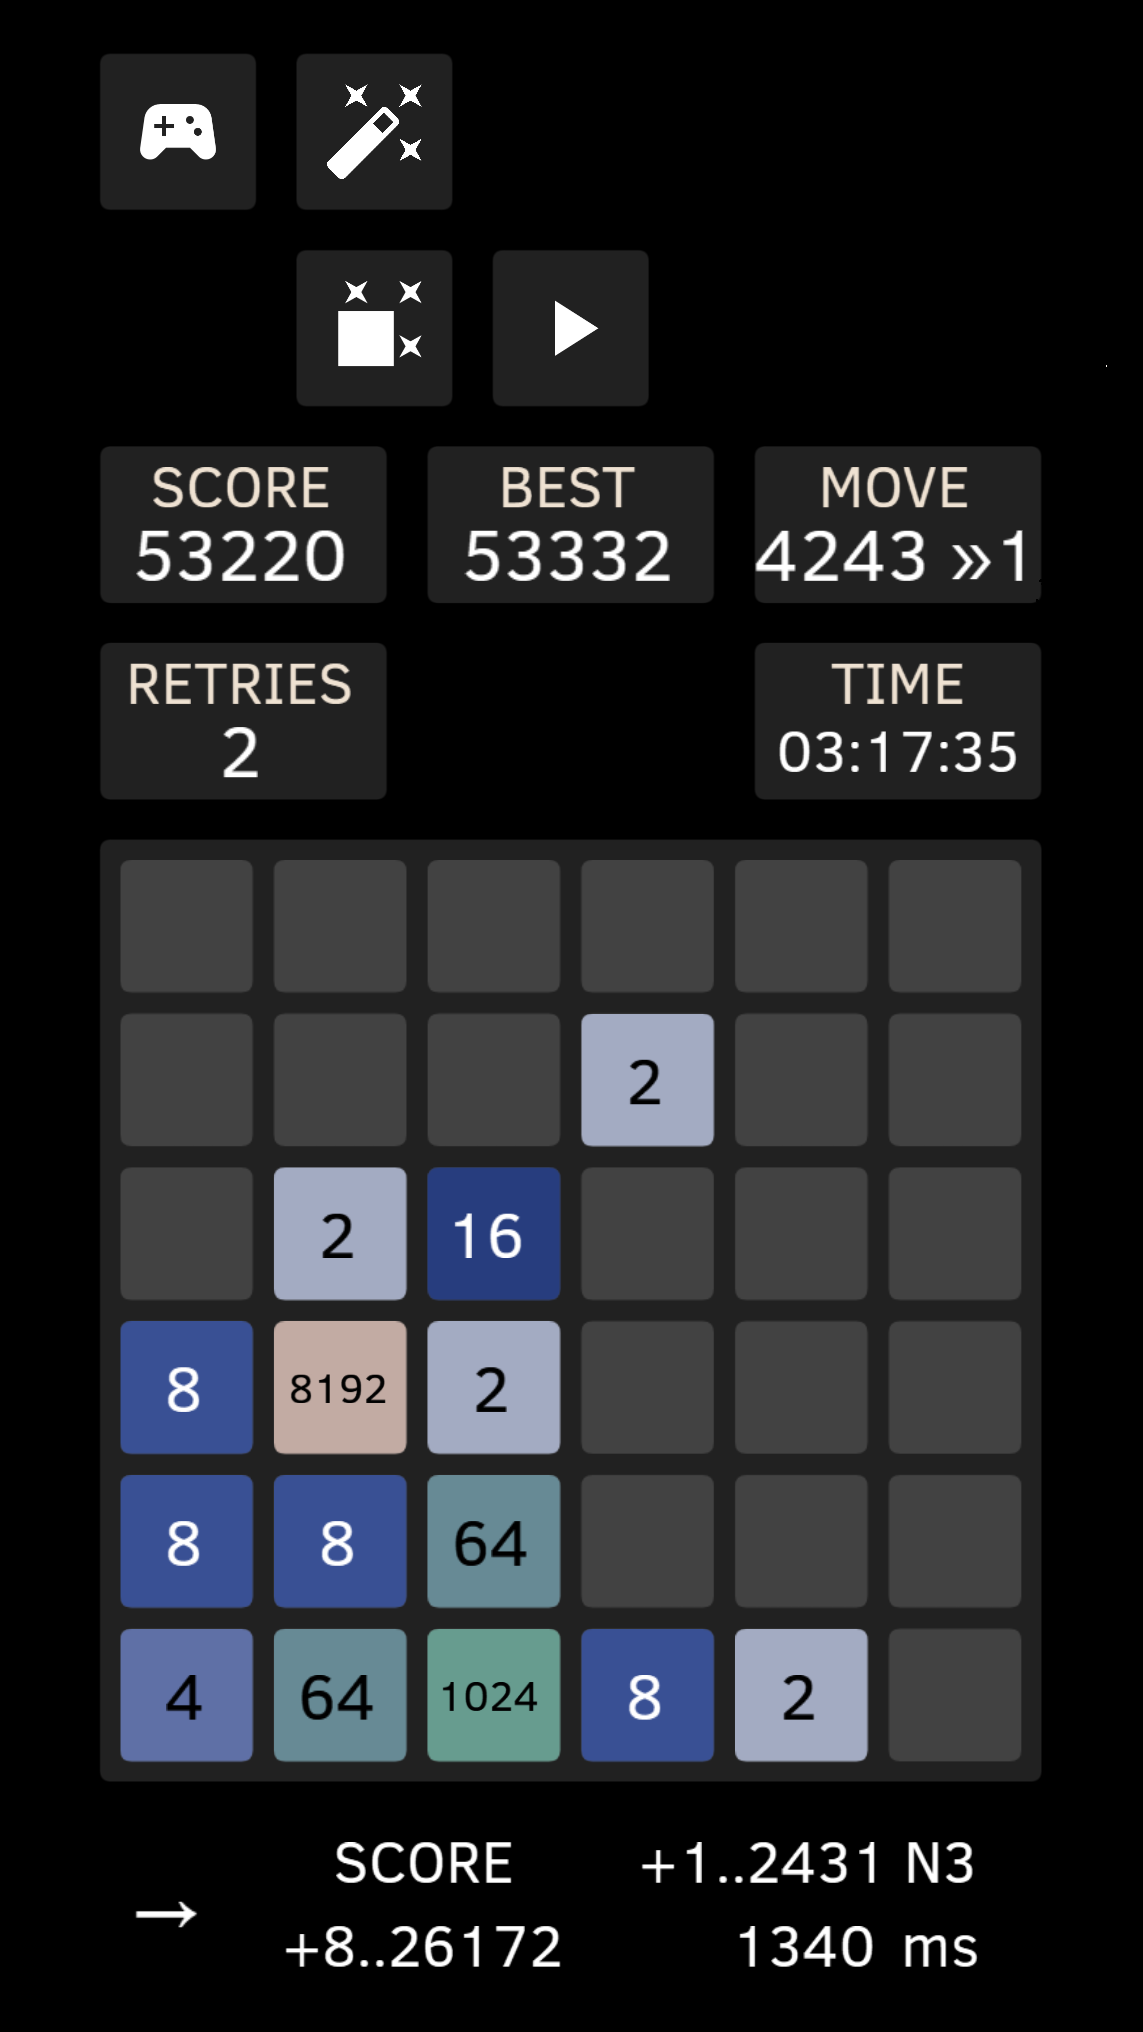 SCORE BEST MOVE
53220 53332 4243 »1
RETRIES TIME
2 03:17:35
2
2 16
8 8192 2
8 8 64
4 64 1024 8 2
→ SCORE +1..2431 N3
+8..26172 1340 ms